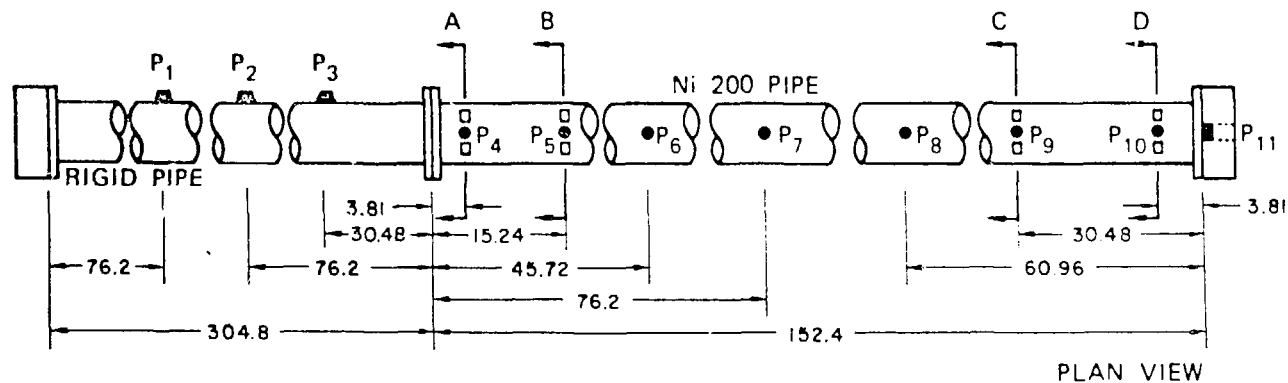 A B C D
P1 P2 P3 Ni 200 PIPE
P4 P5 P6 P7 P8 P9 P10 P11
RIGID PIPE
3.81 3.81
30.48 15.24 30.48
76.2 76.2 45.72 60.96
76.2
304.8 152.4
PLAN VIEW